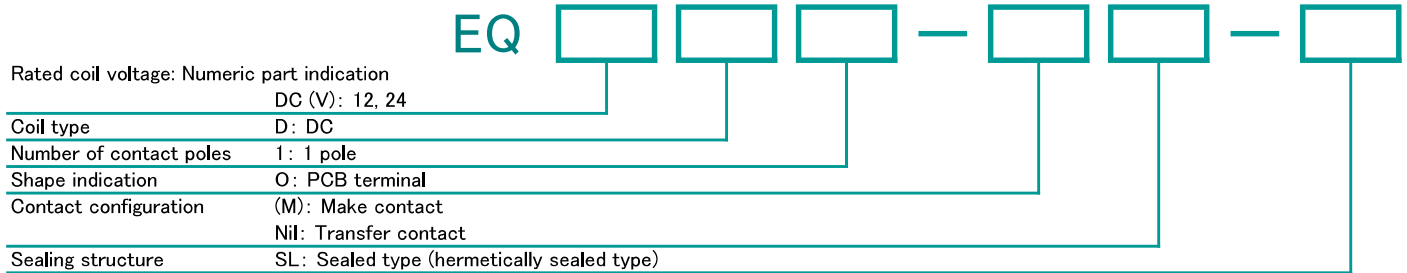 EQ — —
Rated coil voltage: Numeric part indication
DC (V): 12, 24
Coil type D: DC
Number of contact poles 1: 1 pole
Shape indication O: PCB terminal
Contact configuration (M): Make contact
Nil: Transfer contact
Sealing structure SL: Sealed type (hermetically sealed type)